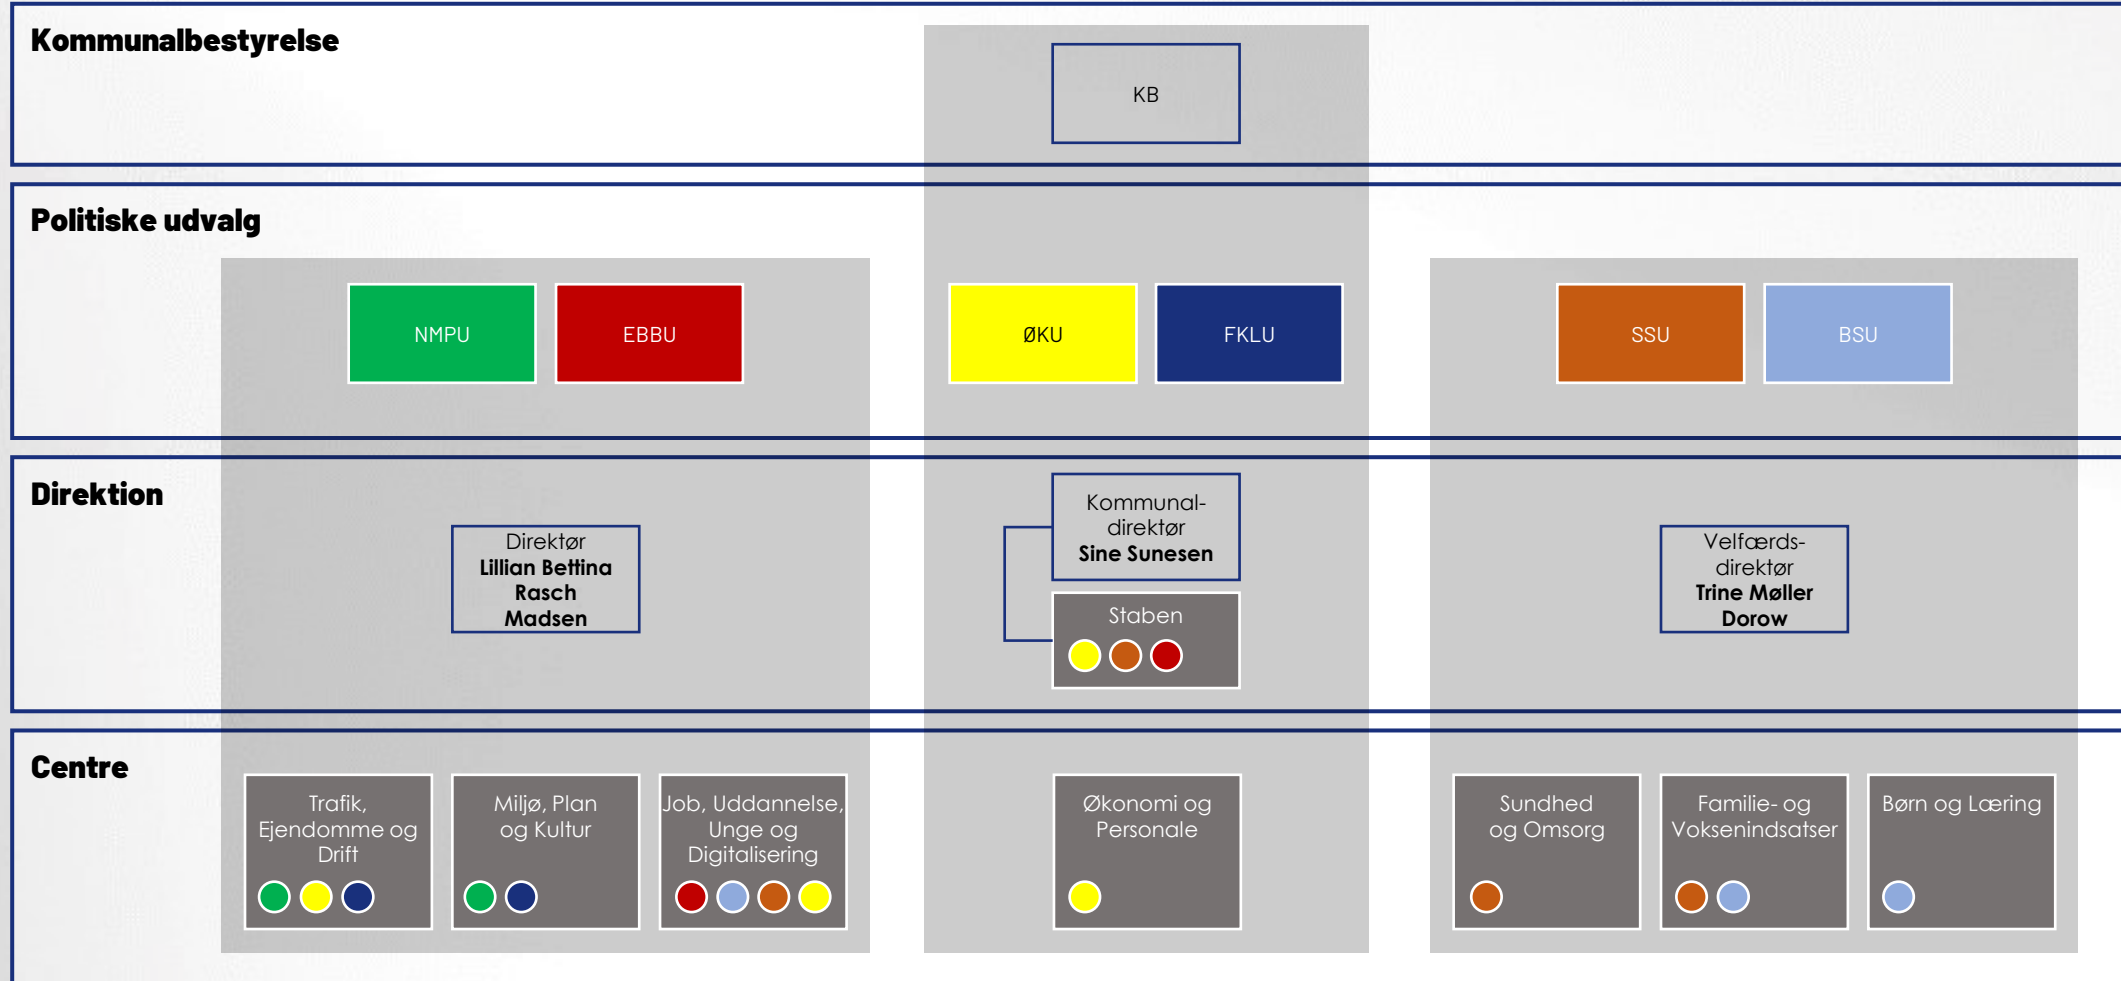 Kommunalbestyrelse
KB
Politiske udvalg
NMPU
EBBU
ØKU
FKLU
SSU
BSU
Direktion
Direktør
Lillian Bettina
Rasch
Madsen
Kommunal-
direktør
Sine Sunesen
Staben
Velfærds-
direktør
Trine Møller
Dorow
Centre
Trafik,
Ejendomme og
Drift
Miljø, Plan
og Kultur
Job, Uddannelse,
Unge og
Digitalisering
Økonomi og
Personale
Sundhed
og Omsorg
Familie- og
Voksenindsatser
Børn og Læring